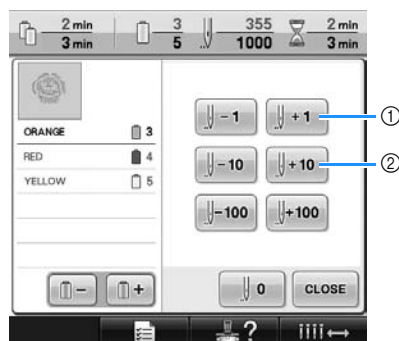 2 min 3 355 2 min
3 min 5 1000 3 min
- 1 + 1 ①
ORANGE 3
RED 4 - 10 + 10 ②
YELLOW 5
-100 +100
- + 0 CLOSE
?